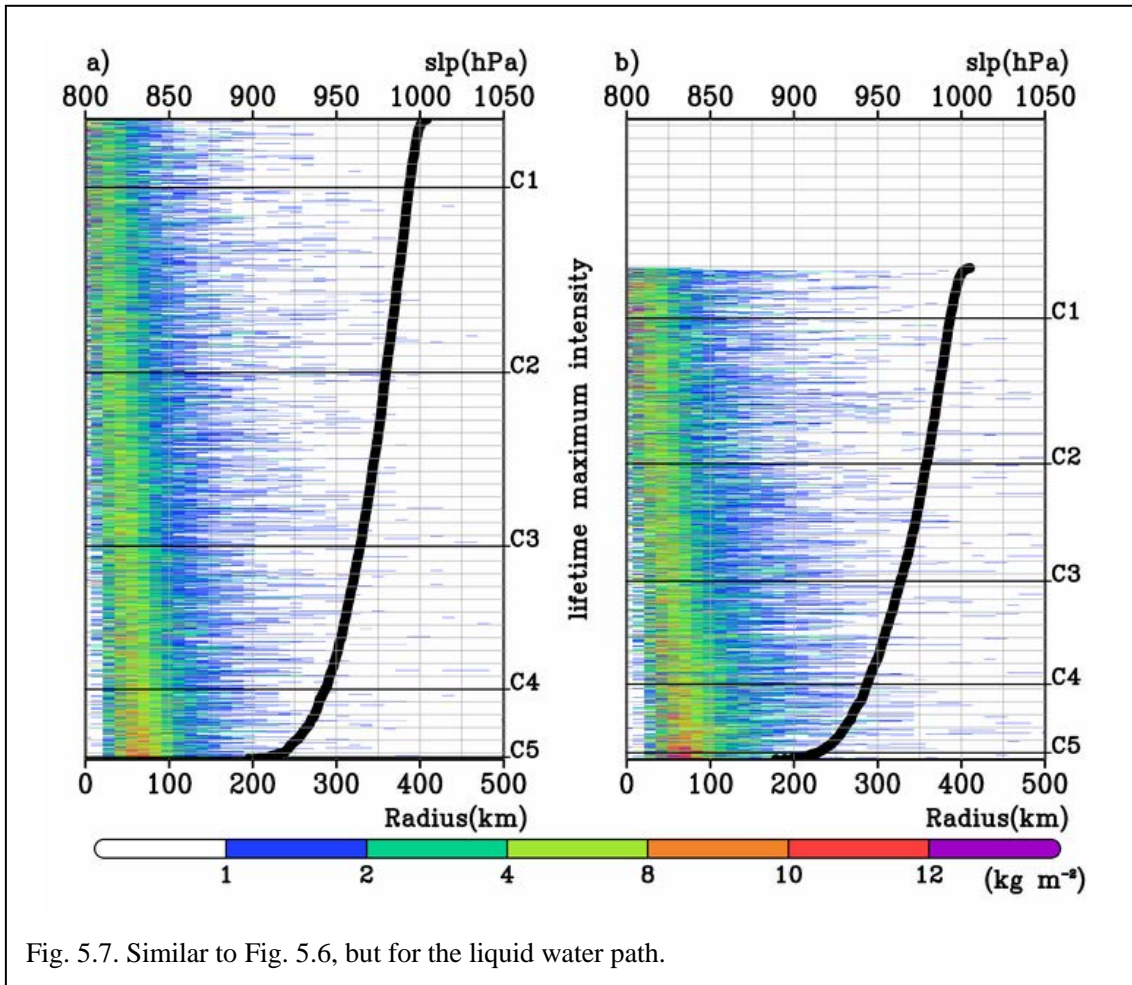 a) slp(hPa)
800 850 900 950 1000 1050
b) slp(hPa)
800 850 900 950 1000 1050
C1
C2
C3
C4
C5
lifetime maximum intensity
C1
C2
C3
C4
C5
0 100 200 300 400 500
Radius(km)
0 100 200 300 400 500
Radius(km)
1 2 4 8 10 12 (kg m⁻²)
Fig. 5.7. Similar to Fig. 5.6, but for the liquid water path.